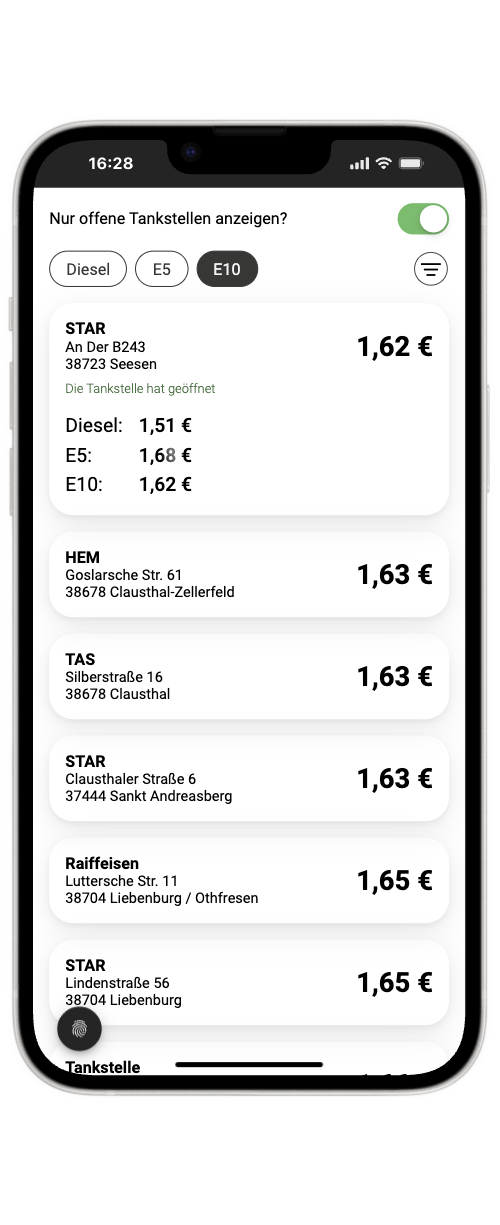 16:28
Nur offene Tankstellen anzeigen?
Diesel E5 E10
STAR
An Der B243
38723 Seesen
1,62 €
Die Tankstelle hat geöffnet
Diesel: 1,51 €
E5: 1,68 €
E10: 1,62 €
HEM
Goslarsche Str. 61
38678 Clausthal-Zellerfeld
1,63 €
TAS
Silberstraße 16
38678 Clausthal
1,63 €
STAR
Clausthaler Straße 6
37444 Sankt Andreasberg
1,63 €
Raiffeisen
Luttersche Str. 11
38704 Liebenburg / Othfresen
1,65 €
STAR
Lindenstraße 56
38704 Liebenburg
1,65 €
Tankstelle